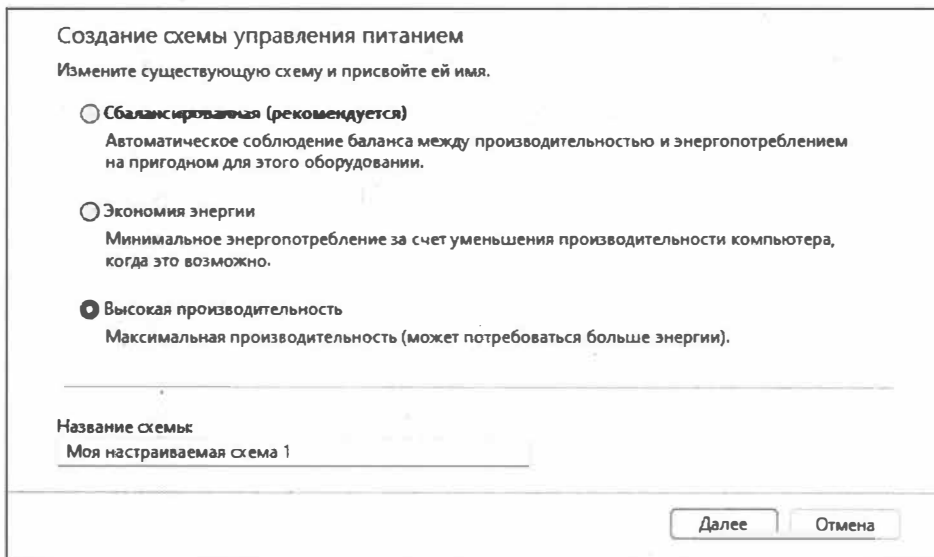 Создание схемы управления питанием
Измените существующую схему и присвойте ей имя.
Сбалансированная (рекомендуется)
Автоматическое соблюдение баланса между производительностью и энергопотреблением
на пригодном для этого оборудовании.
Экономия энергии
Минимальное энергопотребление за счет уменьшения производительности компьютера,
когда это возможно.
Высокая производительность
Максимальная производительность (может потребоваться больше энергии).
Название схемы:
Моя настраиваемая схема 1
Далее Отмена